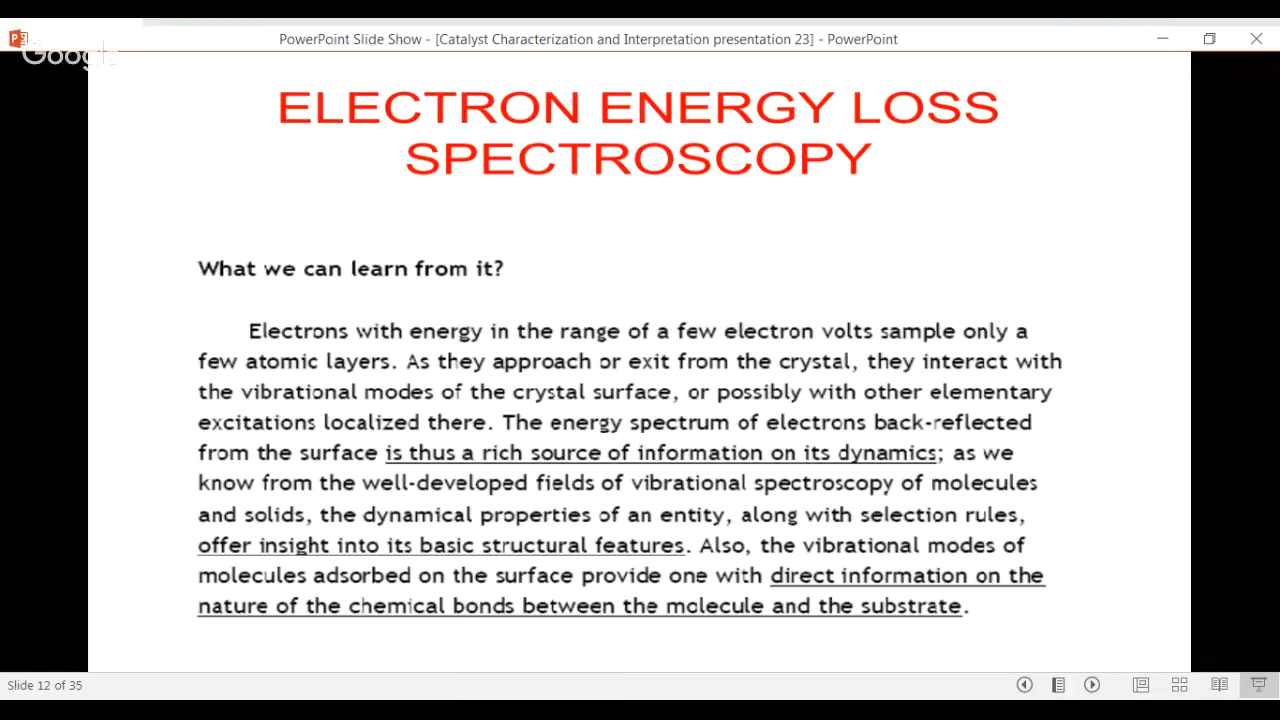 PowerPoint Slide Show - [Catalyst Characterization and Interpretation presentation 23] - PowerPoint
Google
ELECTRON ENERGY LOSS
SPECTROSCOPY
What we can learn from it?
Electrons with energy in the range of a few electron volts sample only a
few atomic layers. As they approach or exit from the crystal, they interact with
the vibrational modes of the crystal surface, or possibly with other elementary
excitations localized there. The energy spectrum of electrons back-reflected
from the surface is thus a rich source of information on its dynamics; as we
know from the well-developed fields of vibrational spectroscopy of molecules
and solids, the dynamical properties of an entity, along with selection rules,
offer insight into its basic structural features. Also, the vibrational modes of
molecules adsorbed on the surface provide one with direct information on the
nature of the chemical bonds between the molecule and the substrate.
Slide 12 of 35